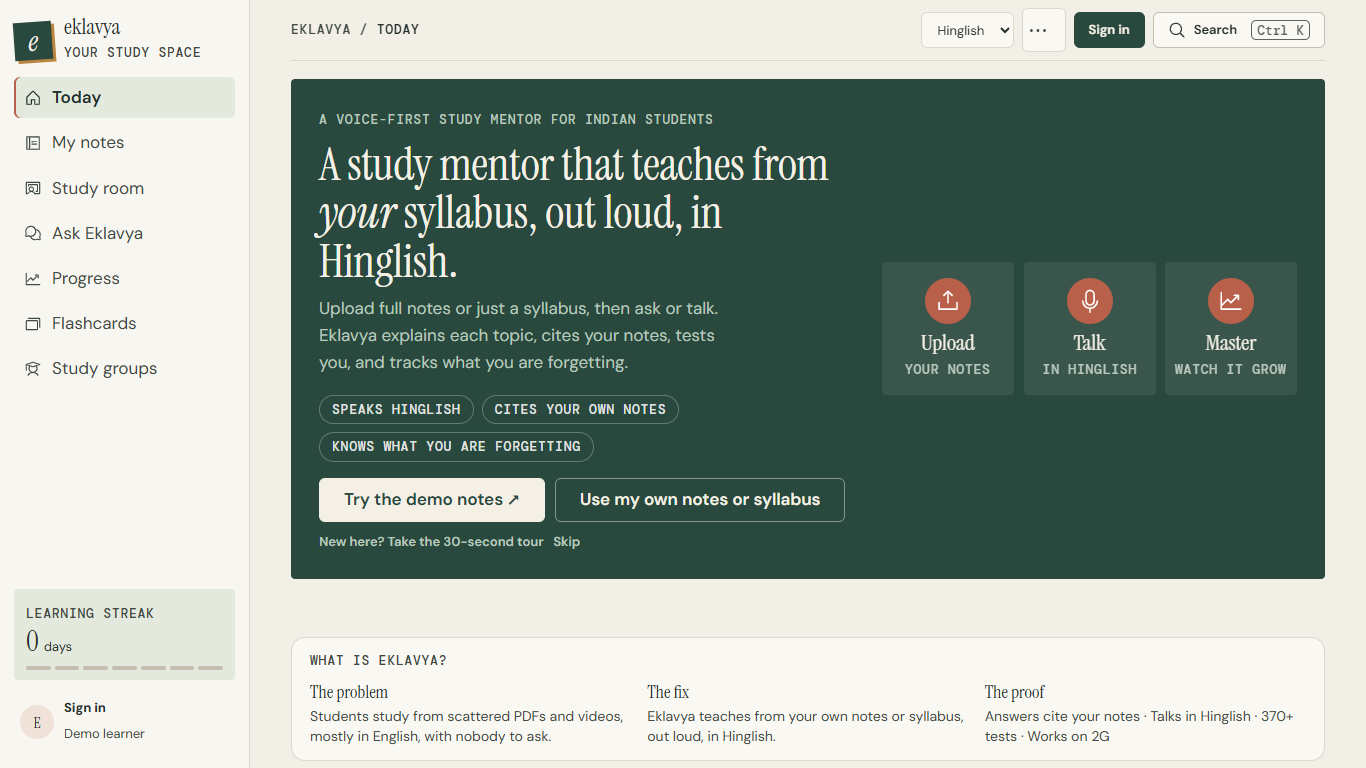 e
eklavya
YOUR STUDY SPACE
Today
My notes
Study room
Ask Eklavya
Progress
Flashcards
Study groups
LEARNING STREAK
0 days
E
Sign in
Demo learner
EKLAVYA / TODAY
Hinglish
Sign in
Search Ctrl K
A VOICE-FIRST STUDY MENTOR FOR INDIAN STUDENTS
A study mentor that teaches from
your syllabus, out loud, in
Hinglish.
Upload full notes or just a syllabus, then ask or talk.
Eklavya explains each topic, cites your notes, tests
you, and tracks what you are forgetting.
SPEAKS HINGLISH
CITES YOUR OWN NOTES
KNOWS WHAT YOU ARE FORGETTING
Try the demo notes ↗
Use my own notes or syllabus
New here? Take the 30-second tour Skip
Upload
YOUR NOTES
Talk
IN HINGLISH
Master
WATCH IT GROW
WHAT IS EKLAVYA?
The problem
Students study from scattered PDFs and videos,
mostly in English, with nobody to ask.
The fix
Eklavya teaches from your own notes or syllabus,
out loud, in Hinglish.
The proof
Answers cite your notes · Talks in Hinglish · 370+
tests · Works on 2G